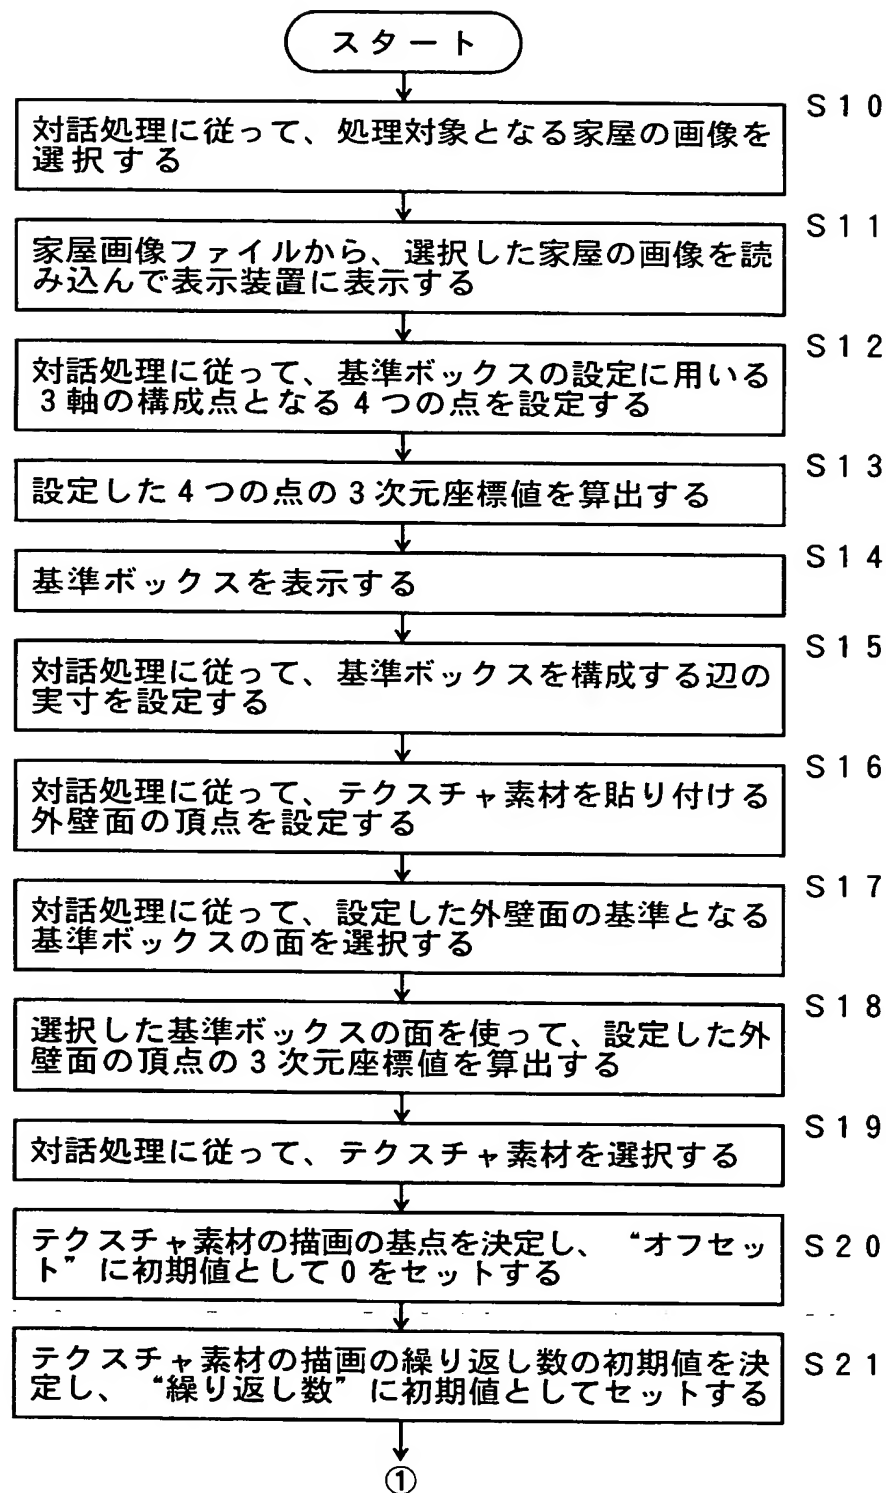 スタート
S10
対話処理に従って、処理対象となる家屋の画像を
選択する
S11
家屋画像ファイルから、選択した家屋の画像を読
み込んで表示装置に表示する
S12
対話処理に従って、基準ボックスの設定に用いる
3軸の構成点となる4つの点を設定する
S13
設定した4つの点の3次元座標値を算出する
S14
基準ボックスを表示する
S15
対話処理に従って、基準ボックスを構成する辺の
実寸を設定する
S16
対話処理に従って、テクスチャ素材を貼り付ける
外壁面の頂点を設定する
S17
対話処理に従って、設定した外壁面の基準となる
基準ボックスの面を選択する
S18
選択した基準ボックスの面を使って、設定した外
壁面の頂点の3次元座標値を算出する
S19
対話処理に従って、テクスチャ素材を選択する
S20
テクスチャ素材の描画の基点を決定し、“オフセッ
ト”に初期値として0をセットする
S21
テクスチャ素材の描画の繰り返し数の初期値を決
定し、“繰り返し数”に初期値としてセットする
①